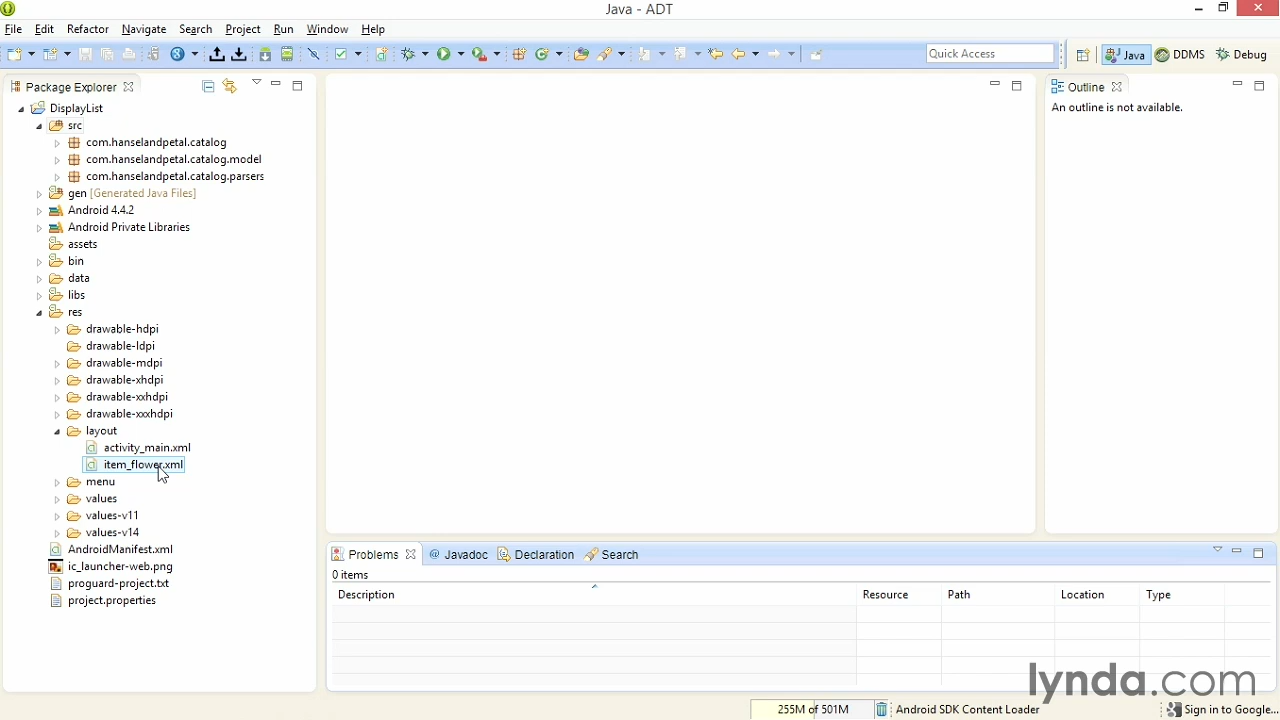 Java - ADT
File Edit Refactor Navigate Search Project Run Window Help
Quick Access
Java DDMS Debug
Package Explorer
DisplayList
src
com.hanselandpetal.catalog
com.hanselandpetal.catalog.model
com.hanselandpetal.catalog.parsers
gen [Generated Java Files]
Android 4.4.2
Android Private Libraries
assets
bin
data
libs
res
drawable-hdpi
drawable-ldpi
drawable-mdpi
drawable-xhdpi
drawable-xxhdpi
drawable-xxxhdpi
layout
activity_main.xml
item_flower.xml
menu
values
values-v11
values-v14
AndroidManifest.xml
ic_launcher-web.png
proguard-project.txt
project.properties
Outline
An outline is not available.
Problems @ Javadoc Declaration Search
0 items
Description Resource Path Location Type
lynda.com
255M of 501M Android SDK Content Loader Sign in to Google...